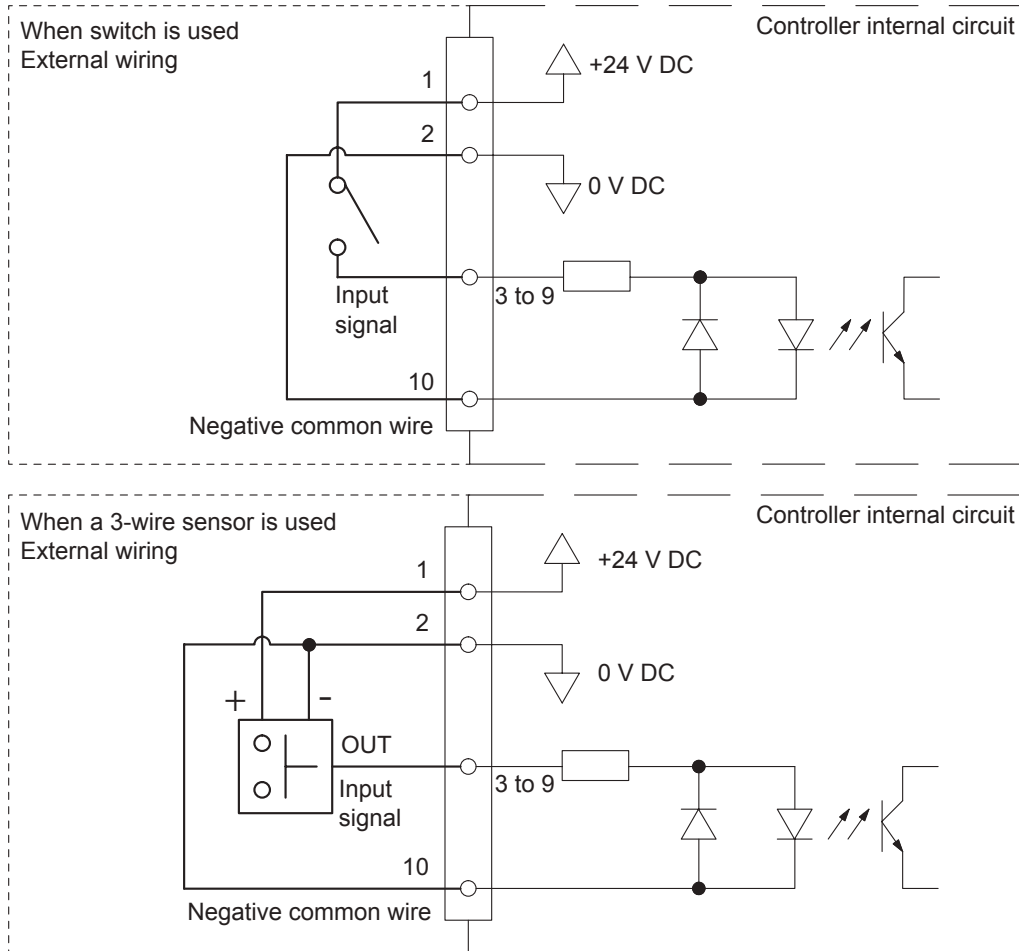 When switch is used
External wiring
Controller internal circuit
1
+24 V DC
2
0 V DC
Input
signal
3 to 9
10
Negative common wire
When a 3-wire sensor is used
External wiring
Controller internal circuit
1
+24 V DC
2
0 V DC
+ -
OUT
Input
signal
3 to 9
10
Negative common wire